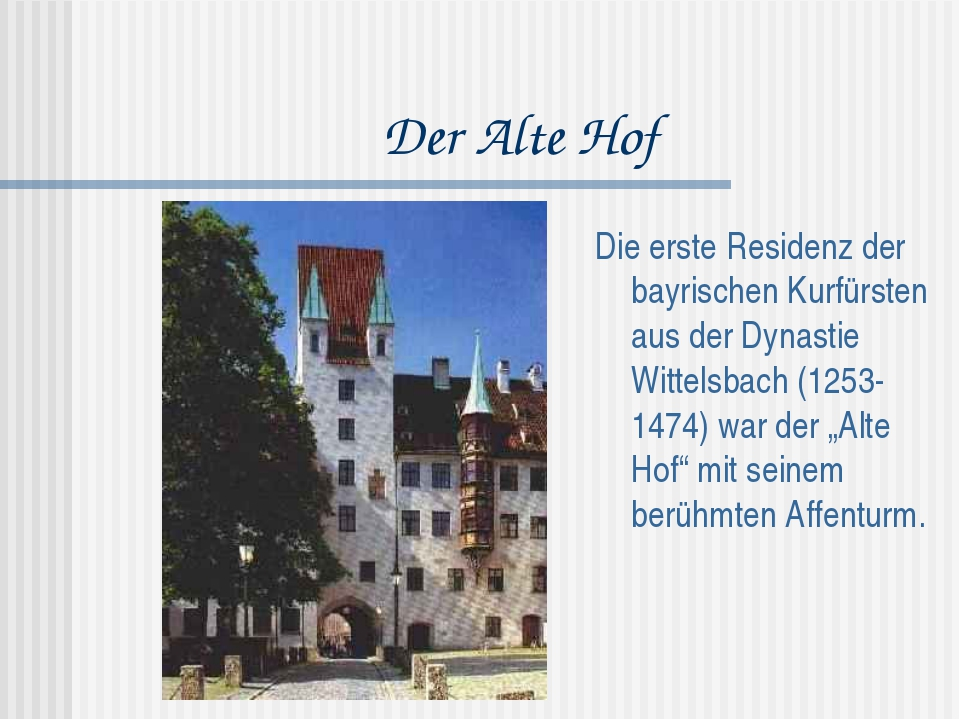 Der Alte Hof
Die erste Residenz der
bayrischen Kurfürsten
aus der Dynastie
Wittelsbach (1253-
1474) war der „Alte
Hof“ mit seinem
berühmten Affenturm.